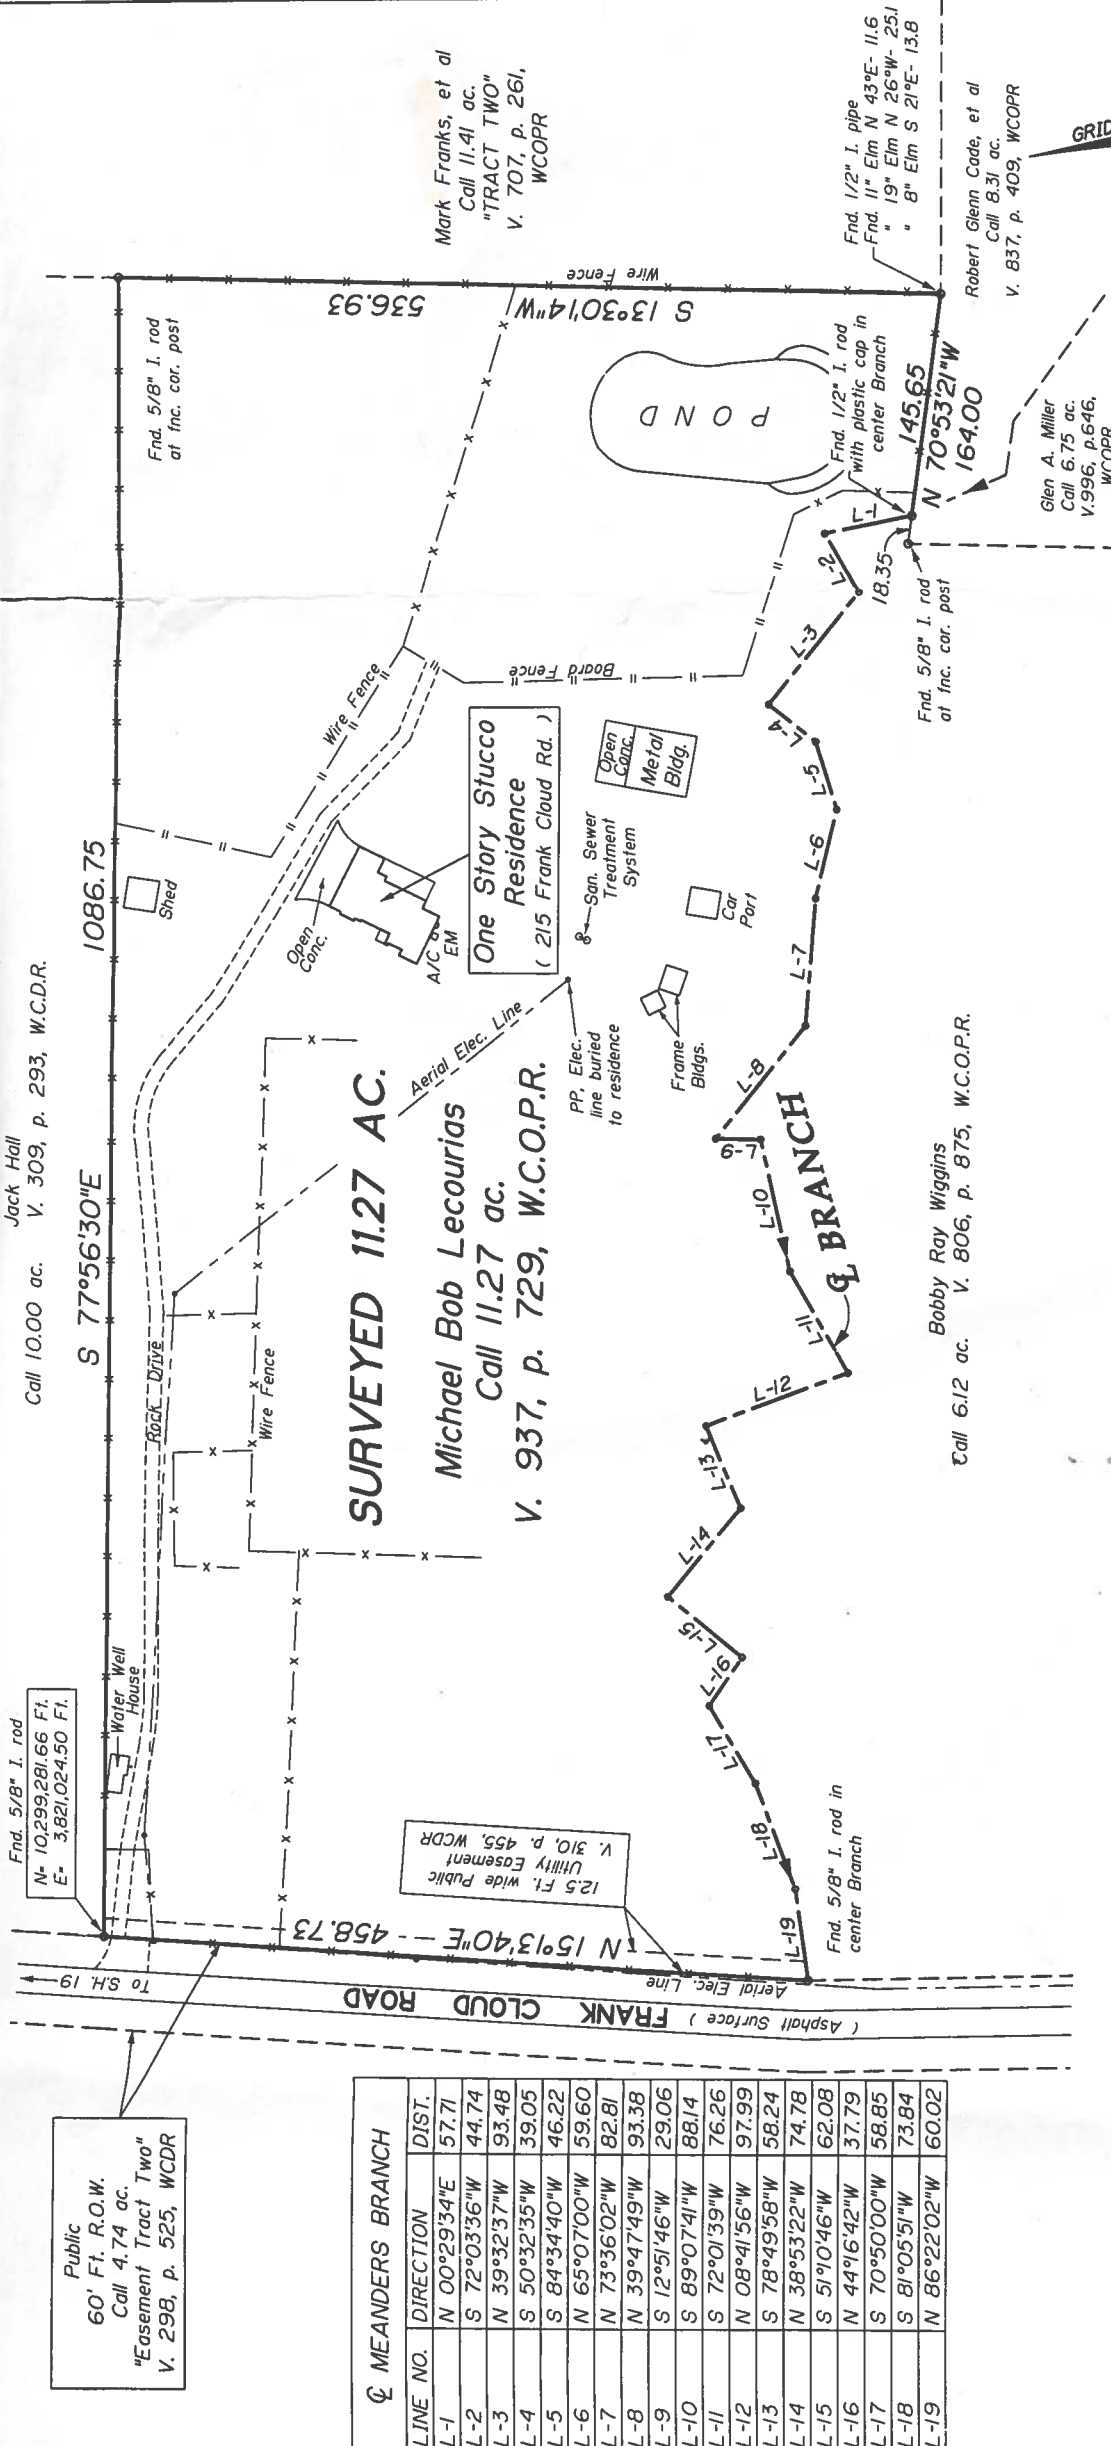 Jack Hall
Call 10.00 ac. V. 309, p. 293, W.C.D.R.
S 77°56'30"E 1086.75
Fnd. 5/8" I. rod
N= 10,299,281.66 Ft.
E= 3,821,024.50 Ft.
Water Well
House
Rock Drive
Wire Fence
Shed
Open
Conc.
A/C
EM
Wire Fence
Fnd. 5/8" I. rod
at fnc. cor. post
Mark Franks, et al
Call 11.41 ac.
"TRACT TWO"
V. 707, p. 261,
WCOPR
Wire Fence
S 13°30'14"W 536.93
POND
Board Fence
One Story Stucco
Residence
( 215 Frank Cloud Rd. )
Open
Conc.
Metal
Bldg.
San. Sewer
Treatment
System
Car
Port
Frame
Bldgs.
PP, Elec.
line buried
to residence
Aerial Elec. Line
SURVEYED 11.27 AC.
Michael Bob Lecourias
Call 11.27 ac.
V. 937, p. 729, W.C.O.P.R.
Fnd. 1/2" I. pipe
Fnd. 11" Elm N 43°E- 11.6
" 19" Elm N 26°W- 25.1
" 8" Elm S 21°E- 13.8
Robert Glenn Cade, et al
Call 8.31 ac.
V. 837, p. 409, WCOPR
GRID
Fnd. 1/2" I. rod
with plastic cap in
center Branch
145.65
N 70°53'21"W
164.00
18.35
Fnd. 5/8" I. rod
at fnc. cor. post
Glen A. Miller
Call 6.75 ac.
V.996, p.646,
WCOPR
L-1
L-2
L-3
L-4
L-5
L-6
L-7
L-8
L-9
L-10
L-11
L-12
L-13
L-14
L-15
L-16
L-17
L-18
L-19
℄ BRANCH
Bobby Ray Wiggins
Call 6.12 ac. V. 806, p. 875, W.C.O.P.R.
Fnd. 5/8" I. rod in
center Branch
12.5 Ft. wide Public
Utility Easement
V. 310, p. 455, WCDR
N 15°13'40"E -- 458.73
Aerial Elec. Line
To S.H. 19
FRANK CLOUD ROAD
( Asphalt Surface )
Public
60' Ft. R.O.W.
Call 4.74 ac.
"Easement Tract Two"
V. 298, p. 525, WCDR
℄ MEANDERS BRANCH
LINE NO. DIRECTION DIST.
L-1 N 00°29'34"E 57.71
L-2 S 72°03'36"W 44.74
L-3 N 39°32'37"W 93.48
L-4 S 50°32'35"W 39.05
L-5 S 84°34'40"W 46.22
L-6 N 65°07'00"W 59.60
L-7 N 73°36'02"W 82.81
L-8 N 39°47'49"W 93.38
L-9 S 12°51'46"W 29.06
L-10 S 89°07'41"W 88.14
L-11 S 72°01'39"W 76.26
L-12 N 08°41'56"W 97.99
L-13 S 78°49'58"W 58.24
L-14 N 38°53'22"W 74.78
L-15 S 51°10'46"W 62.08
L-16 N 44°16'42"W 37.79
L-17 S 70°50'00"W 58.85
L-18 S 81°05'51"W 73.84
L-19 N 86°22'02"W 60.02